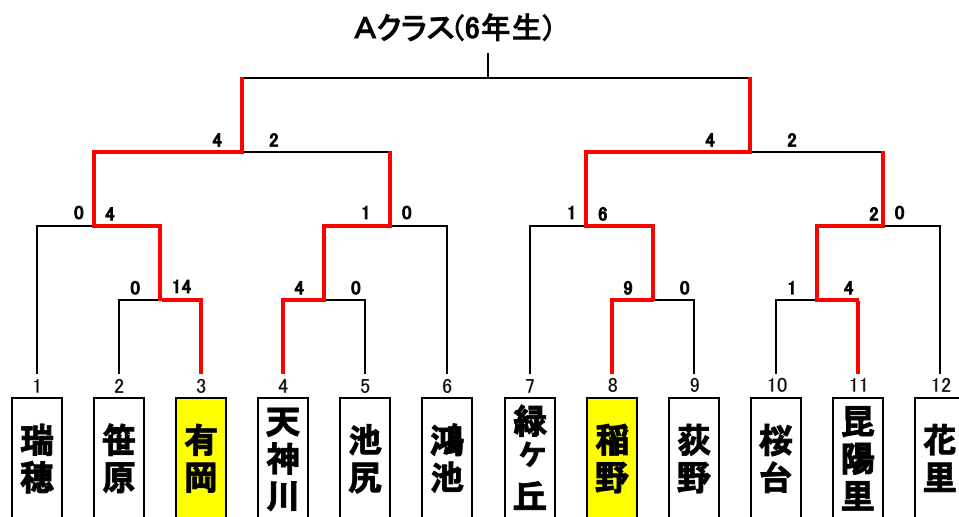 Aクラス(6年生)
4 2 4 2
0 4 1 0 1 6 2 0
0 14 4 0 9 0 1 4
1 2 3 4 5 6 7 8 9 10 11 12
瑞穂
笹原
有岡
天神川
池尻
鴻池
緑ヶ丘
稲野
荻野
桜台
昆陽里
花里